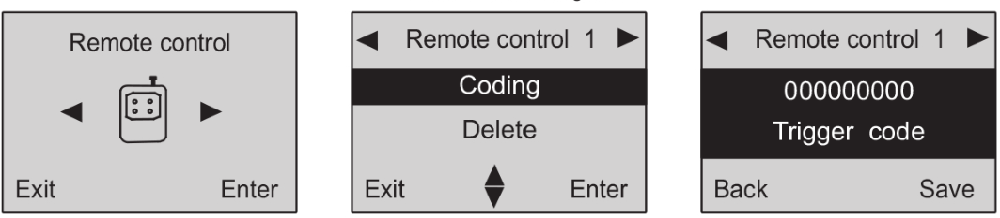 Remote control
Exit Enter
Remote control 1
Coding
Delete
Exit Enter
Remote control 1
000000000
Trigger code
Back Save